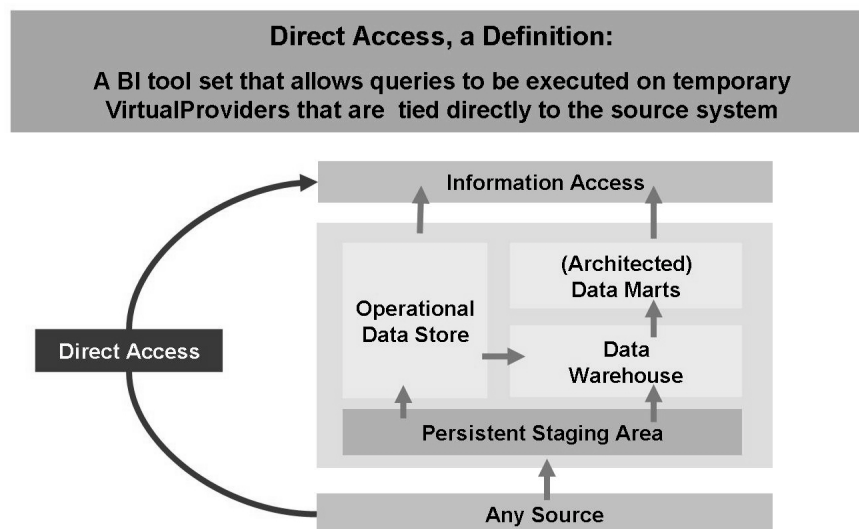 Direct Access, a Definition:
A BI tool set that allows queries to be executed on temporary
VirtualProviders that are tied directly to the source system
Information Access
(Architected)
Data Marts
Operational
Data Store
Direct Access
Data
Warehouse
Persistent Staging Area
Any Source